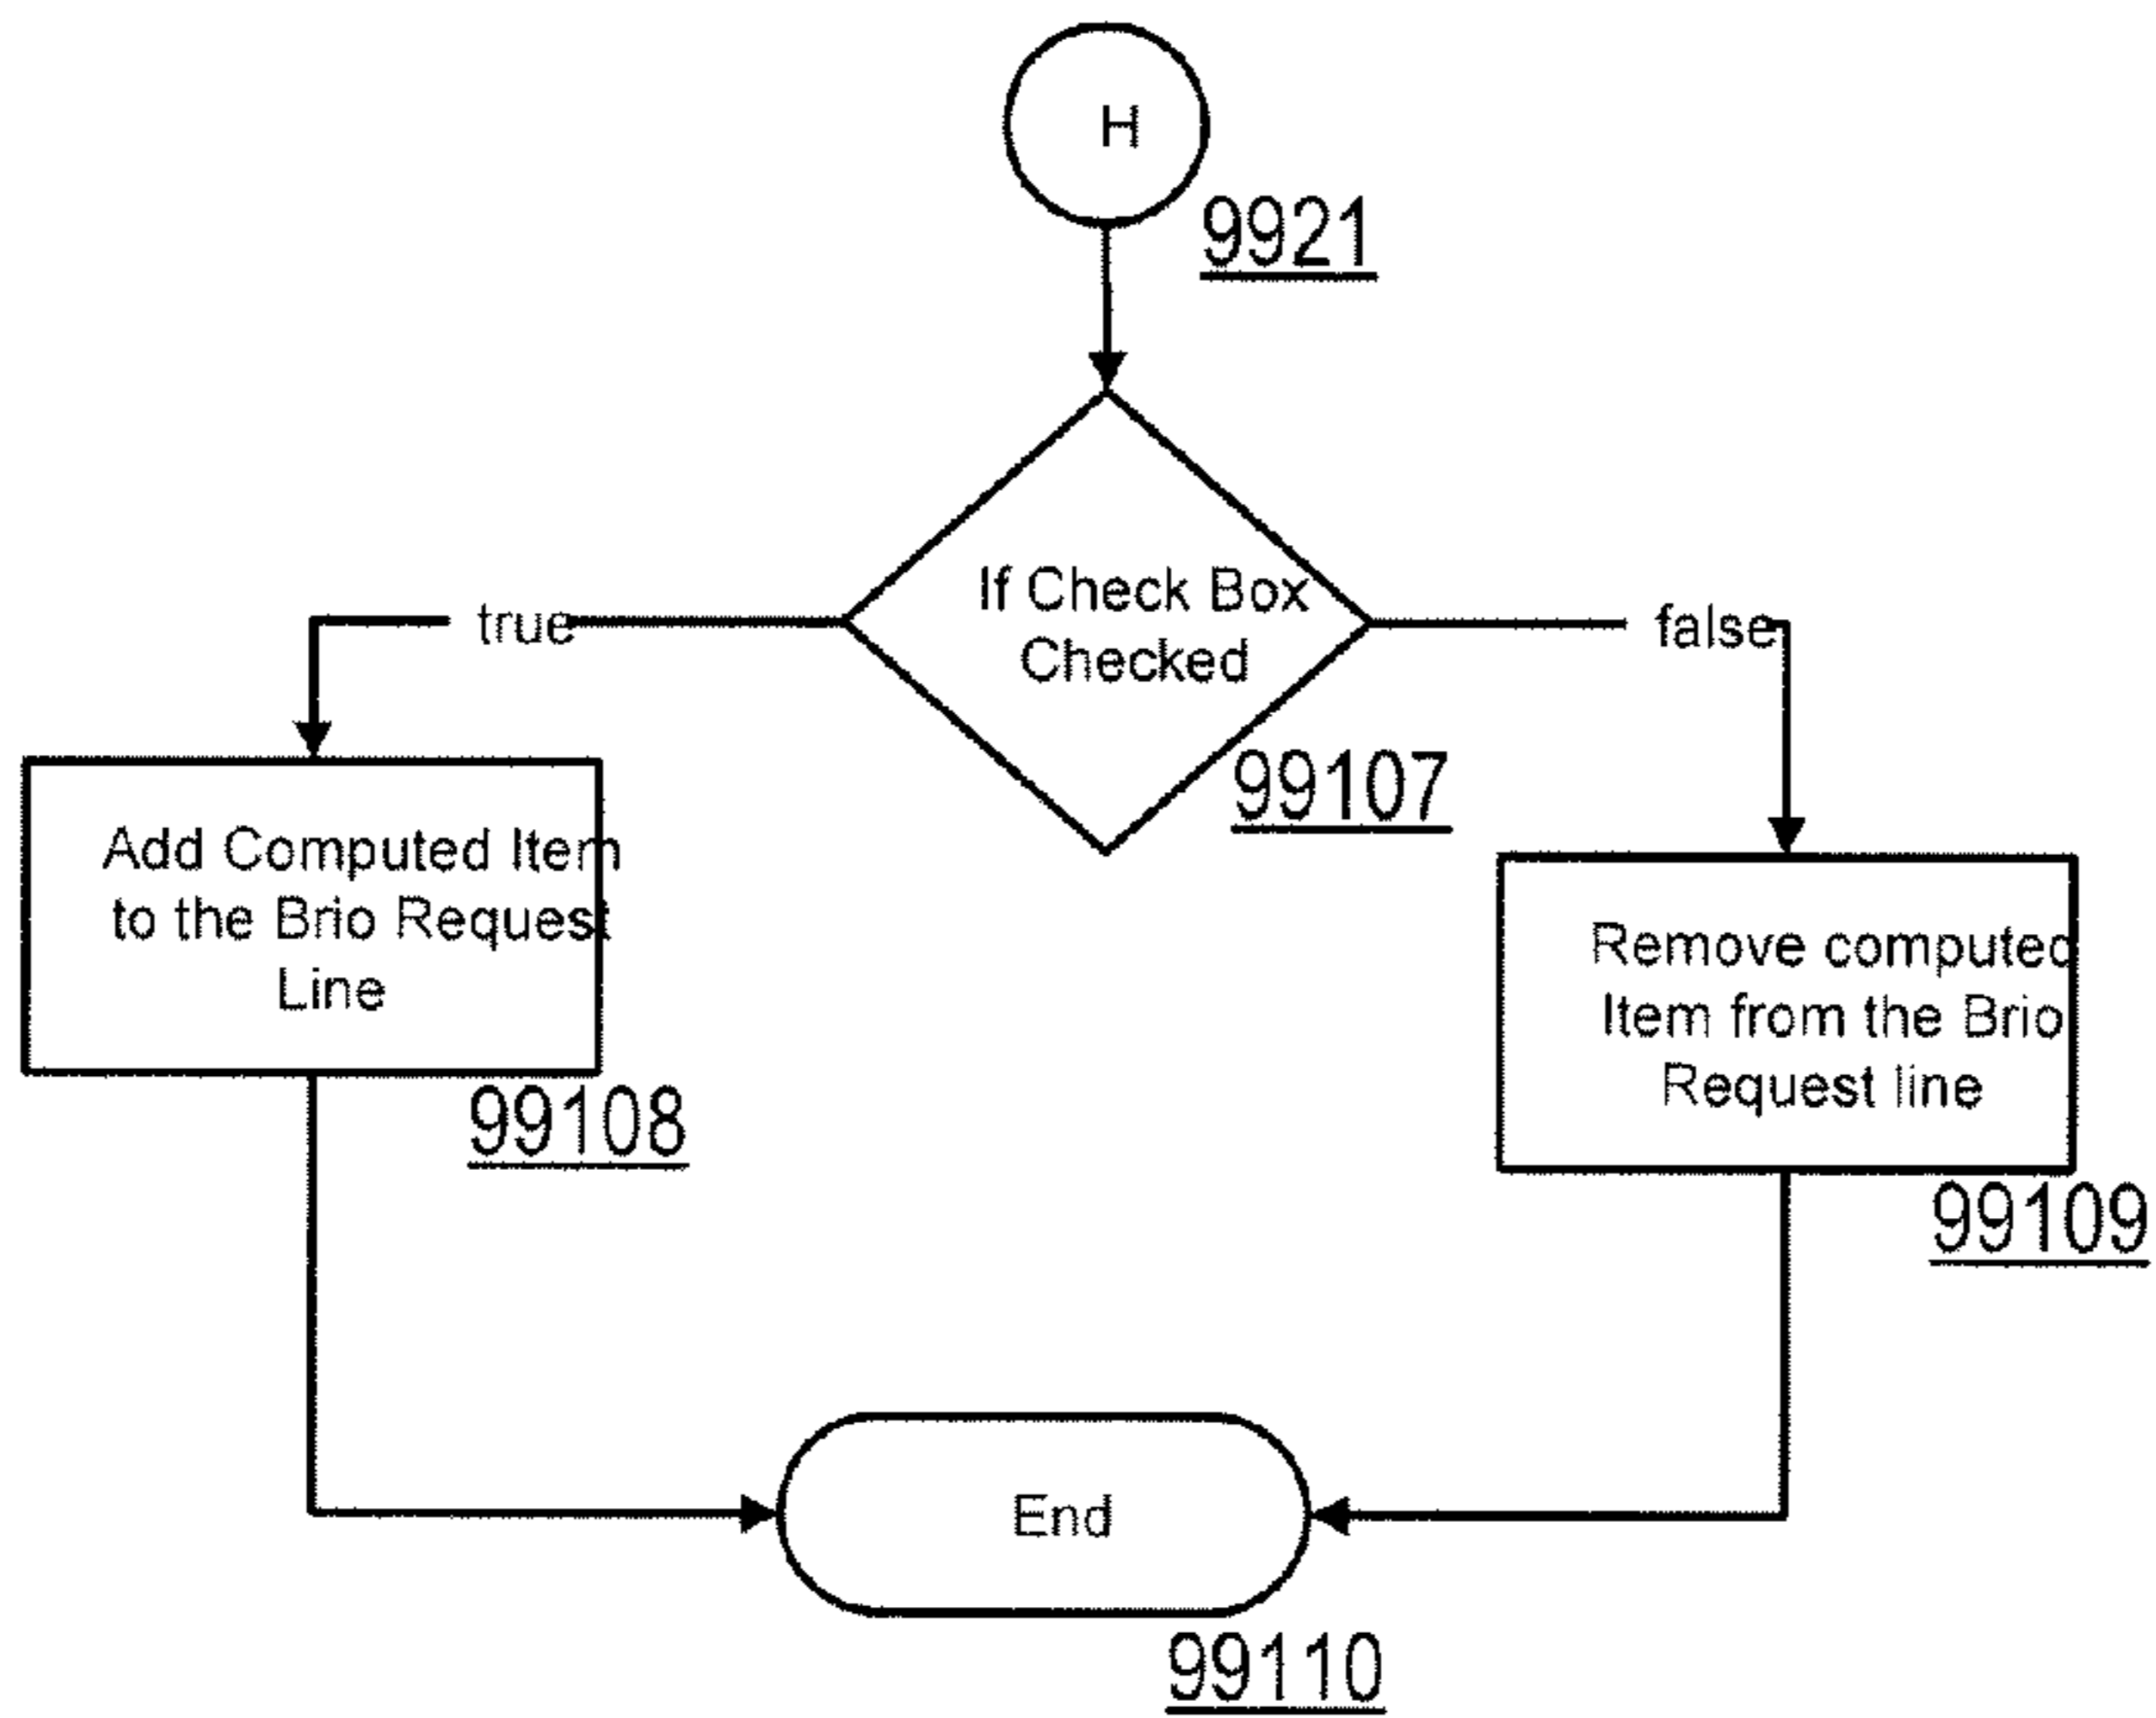 H
9921
If Check Box
Checked
99107
true
false
Add Computed Item
to the Brio Request
Line
99108
Remove computed
Item from the Brio
Request line
99109
End
99110